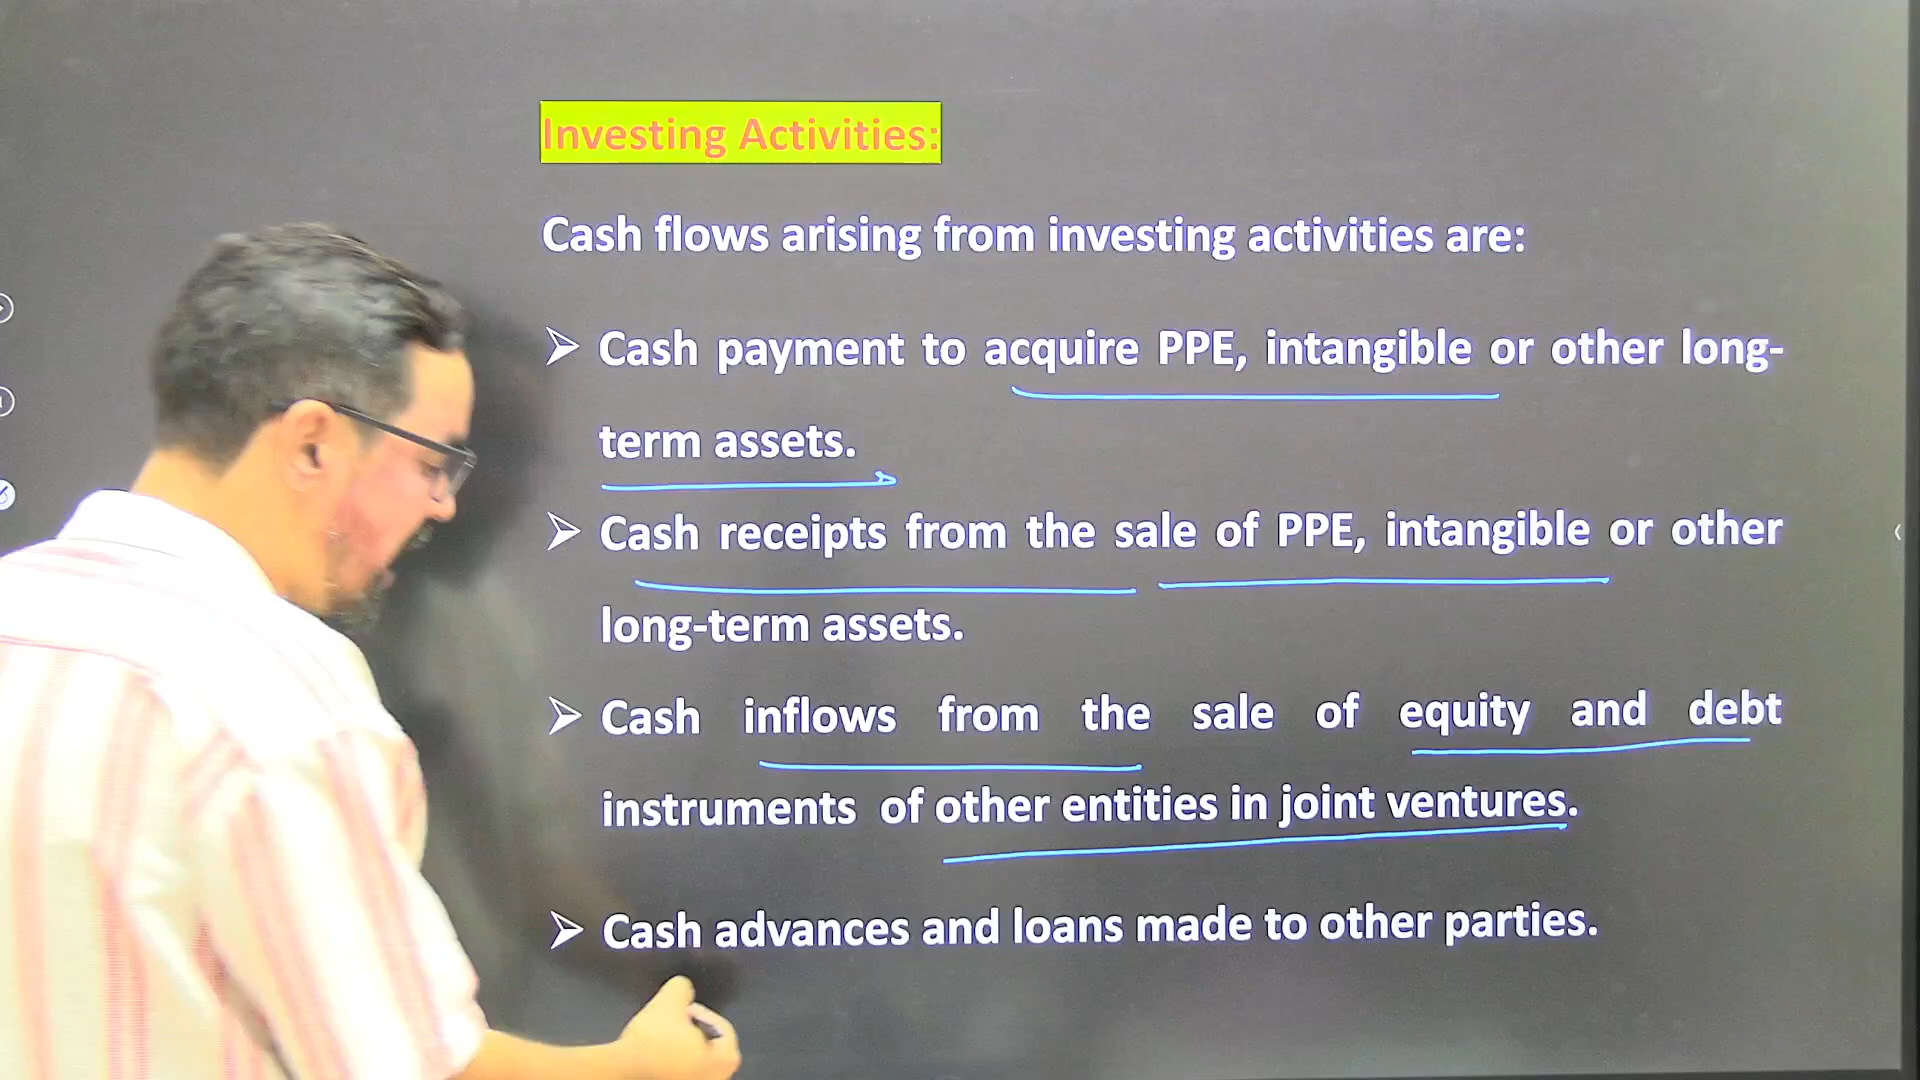 Investing Activities:
Cash flows arising from investing activities are:
➢ Cash payment to acquire PPE, intangible or other long-
term assets.
➢ Cash receipts from the sale of PPE, intangible or other
long-term assets.
➢ Cash inflows from the sale of equity and debt
instruments of other entities in joint ventures.
➢ Cash advances and loans made to other parties.